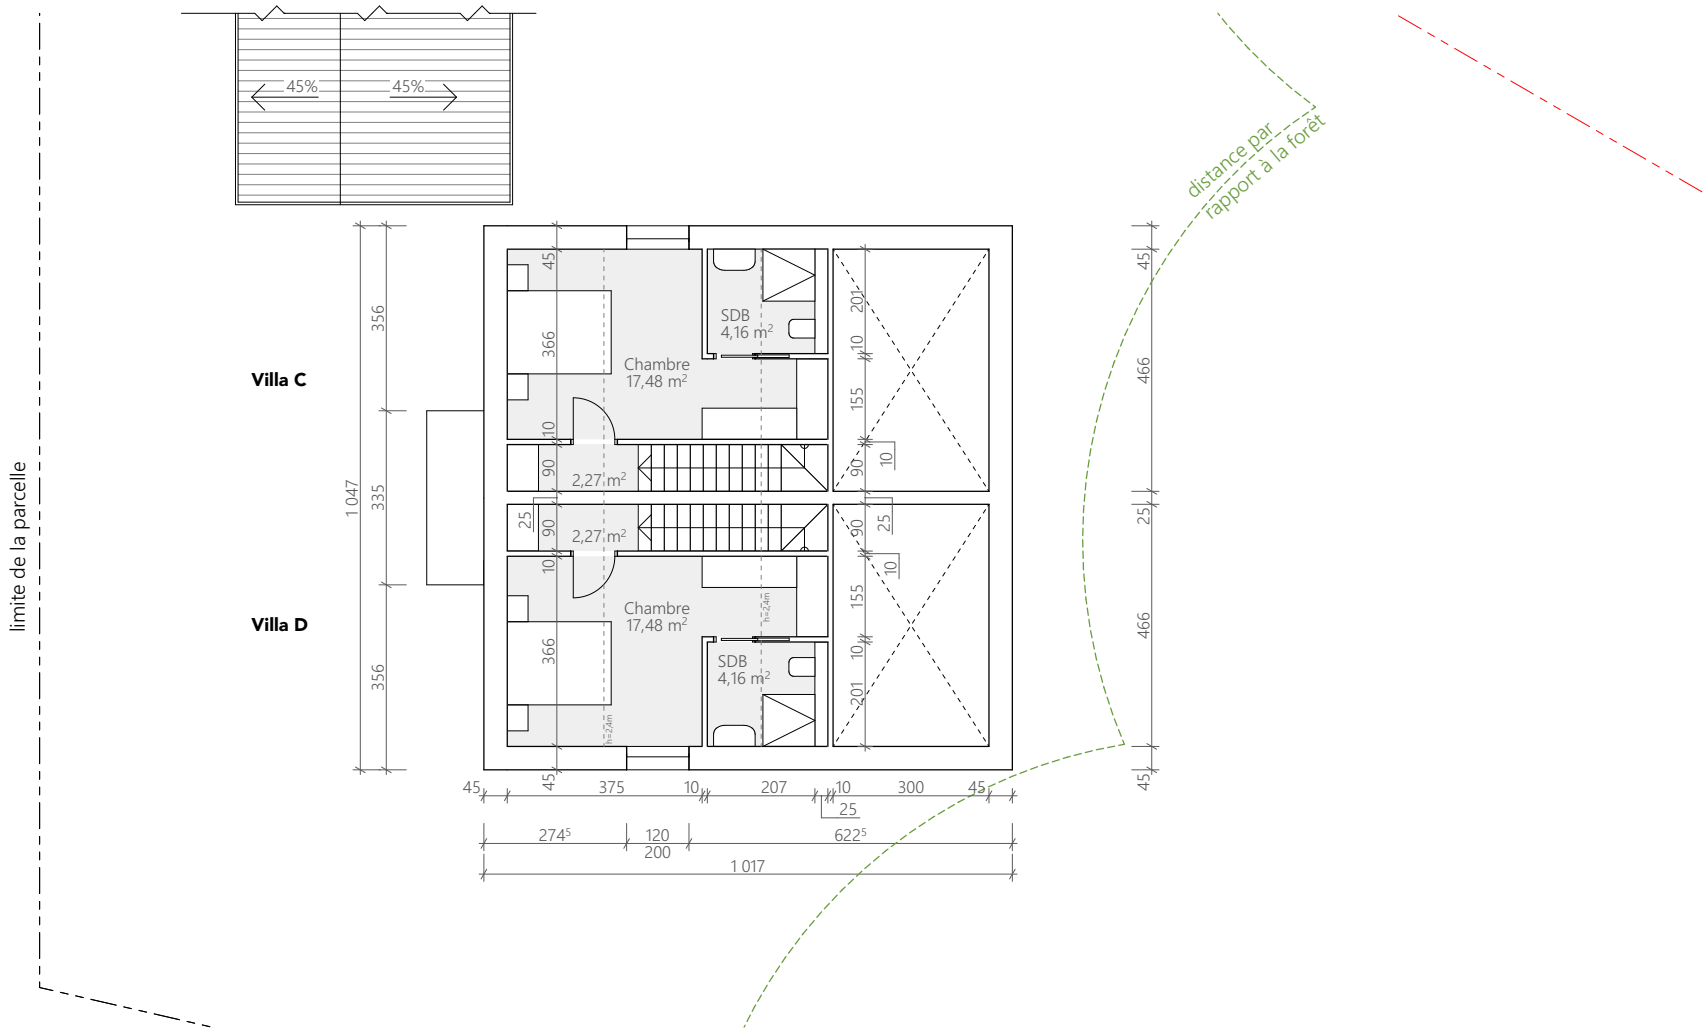 45%
45%
distance par
rapport à la forêt
limite de la parcelle
Villa C
Villa D
1 047
356
335
356
45
366
10
90
25
90
10
366
45
SDB
4,16 m²
Chambre
17,48 m²
2,27 m²
2,27 m²
Chambre
17,48 m²
SDB
4,16 m²
h=2,4m
h=2,4m
201
10
155
10
90
25
90
10
155
10
201
45
466
25
466
45
45
375
10
207
10
300
45
25
274⁵
120
622⁵
200
1 017